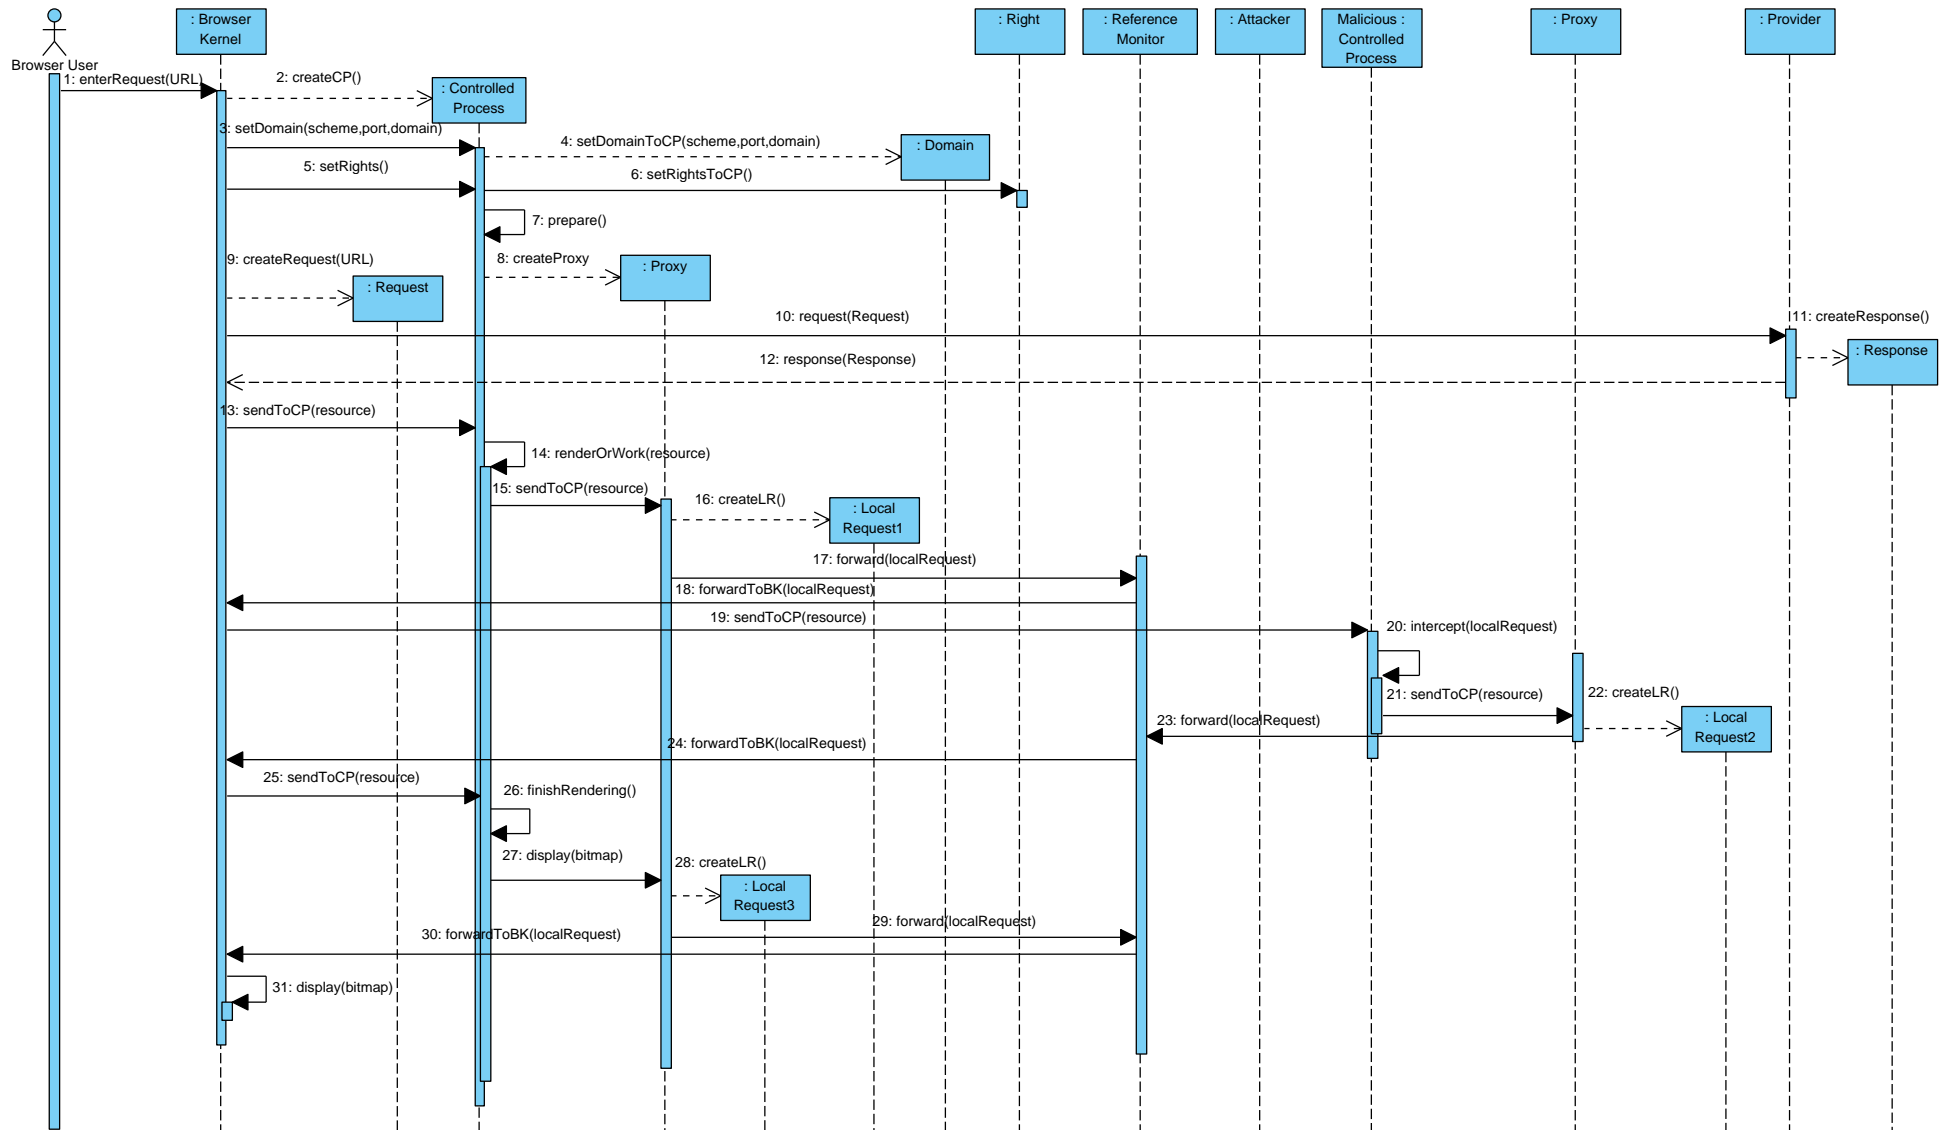 : Browser
Kernel
: Right
: Reference
Monitor
: Attacker
Malicious :
Controlled
Process
: Proxy
: Provider
Browser User
1: enterRequest(URL)
2: createCP()
: Controlled
Process
3: setDomain(scheme,port,domain)
4: setDomainToCP(scheme,port,domain)
: Domain
5: setRights()
6: setRightsToCP()
7: prepare()
9: createRequest(URL)
8: createProxy
: Proxy
: Request
10: request(Request)
11: createResponse()
12: response(Response)
: Response
13: sendToCP(resource)
14: renderOrWork(resource)
15: sendToCP(resource)
16: createLR()
: Local
Request1
17: forward(localRequest)
18: forwardToBK(localRequest)
19: sendToCP(resource)
20: intercept(localRequest)
21: sendToCP(resource)
22: createLR()
23: forward(localRequest)
: Local
Request2
24: forwardToBK(localRequest)
25: sendToCP(resource)
26: finishRendering()
27: display(bitmap)
28: createLR()
: Local
Request3
29: forward(localRequest)
30: forwardToBK(localRequest)
31: display(bitmap)